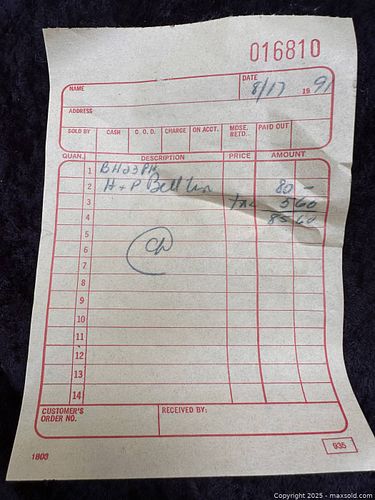 016810
NAME DATE 8/17 1991
ADDRESS
SOLD BY CASH C. O. D. CHARGE ON ACCT. MDSE. RETD. PAID OUT
QUAN. DESCRIPTION PRICE AMOUNT
1 BH23PK
2 H + P Bell 80 —
3 tax 5 60
4 85 60
5
6
7
8
9
10
11
12
13
14
CUSTOMER'S ORDER NO. RECEIVED BY:
1803 935
Copyright 2025 - maxsold.com